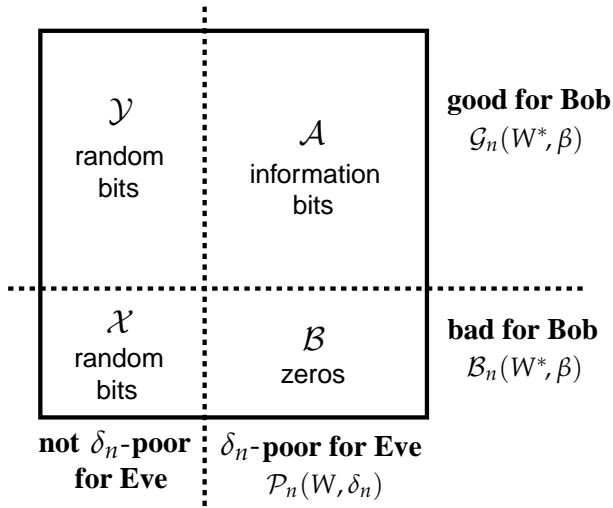 𝒴
random
bits
𝒜
information
bits
good for Bob
𝒢ₙ(W*, β)
𝒳
random
bits
ℬ
zeros
bad for Bob
ℬₙ(W*, β)
not δₙ-poor
for Eve
δₙ-poor for Eve
𝒫ₙ(W, δₙ)